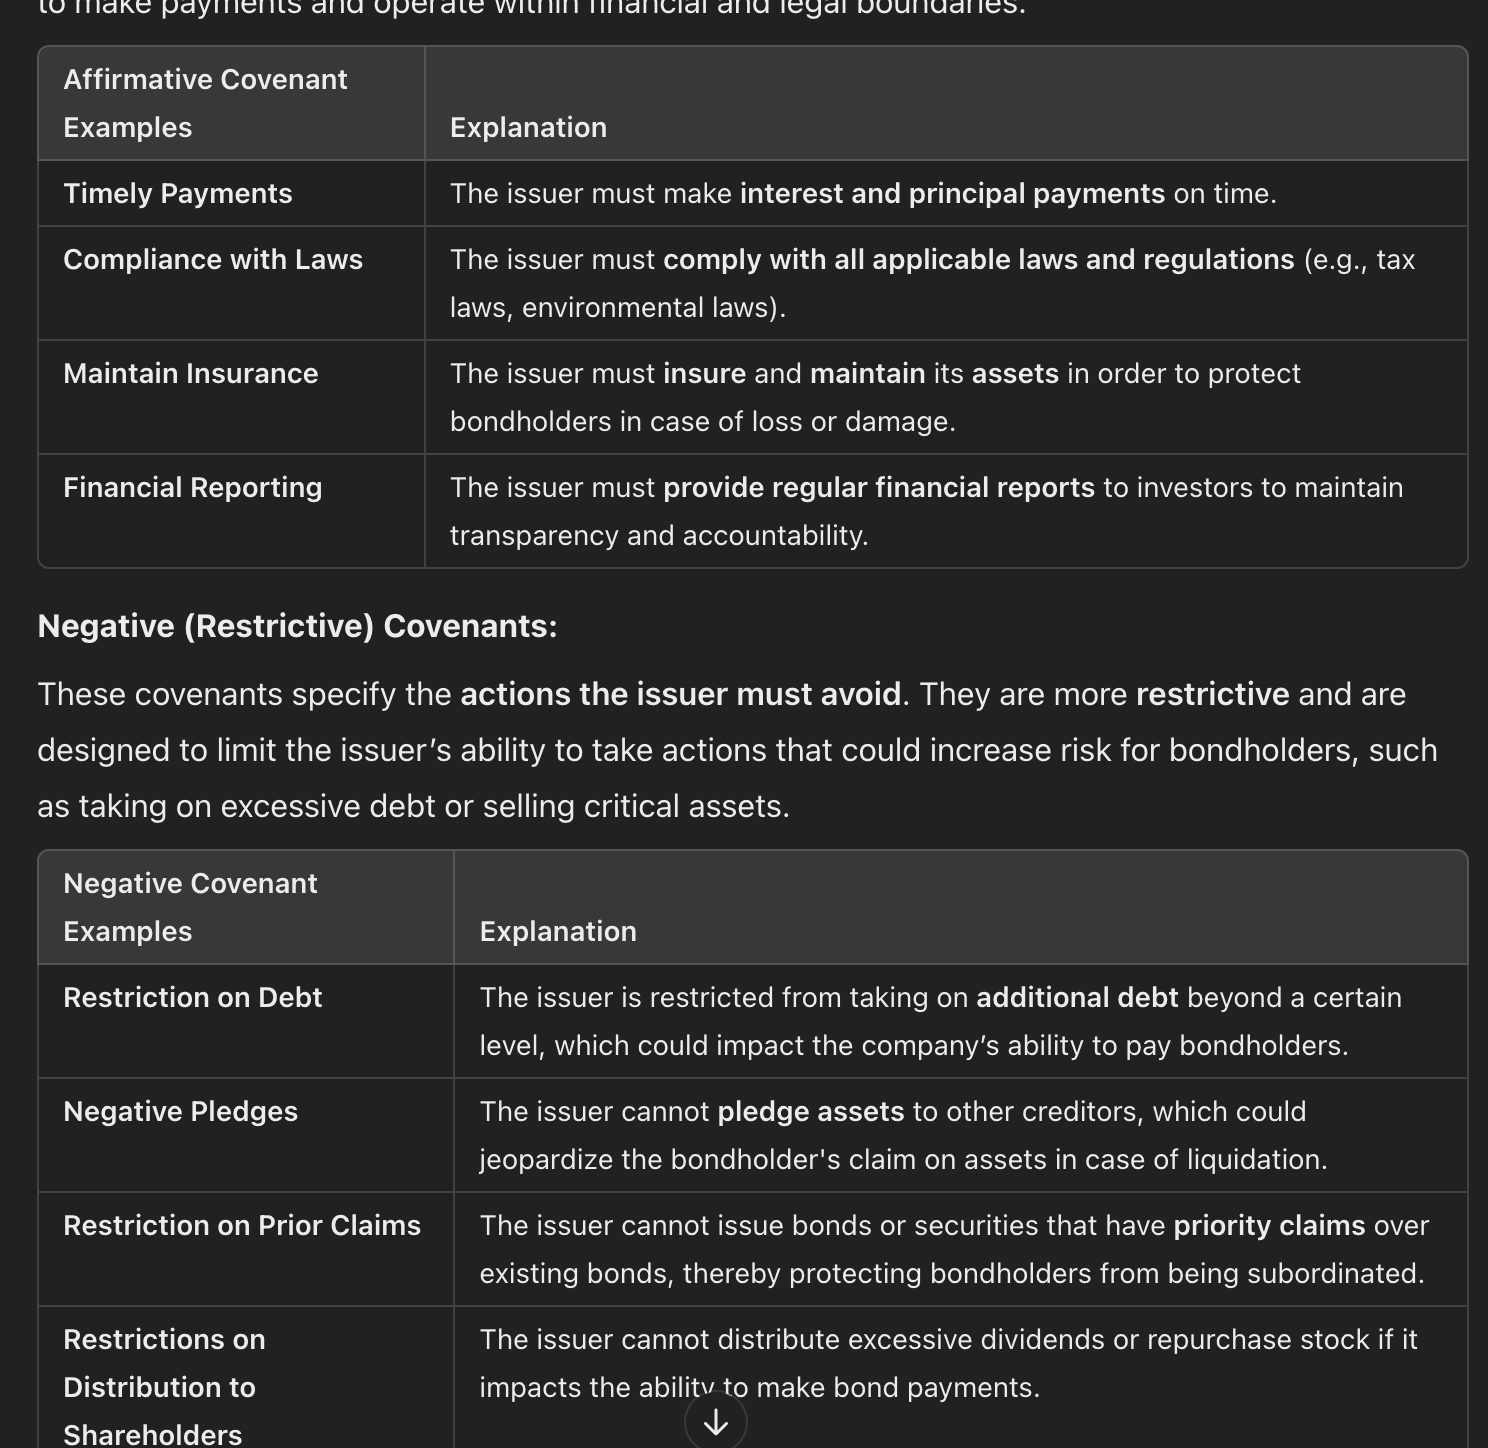 to make payments and operate within financial and legal boundaries.
Affirmative Covenant
Examples
Explanation
Timely Payments
The issuer must make interest and principal payments on time.
Compliance with Laws
The issuer must comply with all applicable laws and regulations (e.g., tax
laws, environmental laws).
Maintain Insurance
The issuer must insure and maintain its assets in order to protect
bondholders in case of loss or damage.
Financial Reporting
The issuer must provide regular financial reports to investors to maintain
transparency and accountability.
Negative (Restrictive) Covenants:
These covenants specify the actions the issuer must avoid. They are more restrictive and are
designed to limit the issuer’s ability to take actions that could increase risk for bondholders, such
as taking on excessive debt or selling critical assets.
Negative Covenant
Examples
Explanation
Restriction on Debt
The issuer is restricted from taking on additional debt beyond a certain
level, which could impact the company’s ability to pay bondholders.
Negative Pledges
The issuer cannot pledge assets to other creditors, which could
jeopardize the bondholder's claim on assets in case of liquidation.
Restriction on Prior Claims
The issuer cannot issue bonds or securities that have priority claims over
existing bonds, thereby protecting bondholders from being subordinated.
Restrictions on
Distribution to
Shareholders
The issuer cannot distribute excessive dividends or repurchase stock if it
impacts the ability to make bond payments.